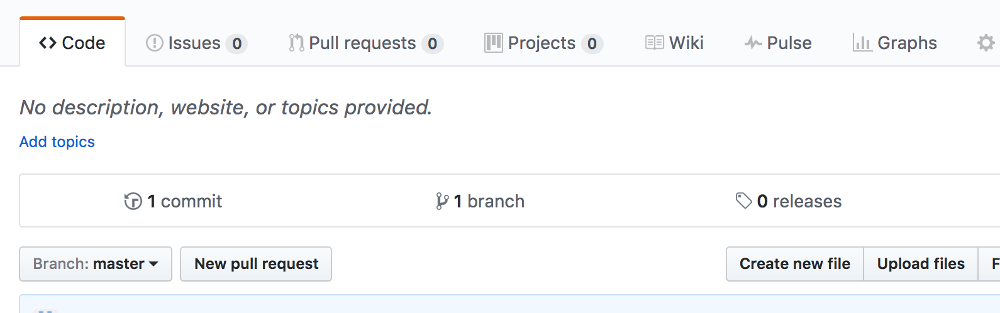 Code Issues 0 Pull requests 0 Projects 0 Wiki Pulse Graphs
No description, website, or topics provided.
Add topics
1 commit 1 branch 0 releases
Branch: master New pull request Create new file Upload files F